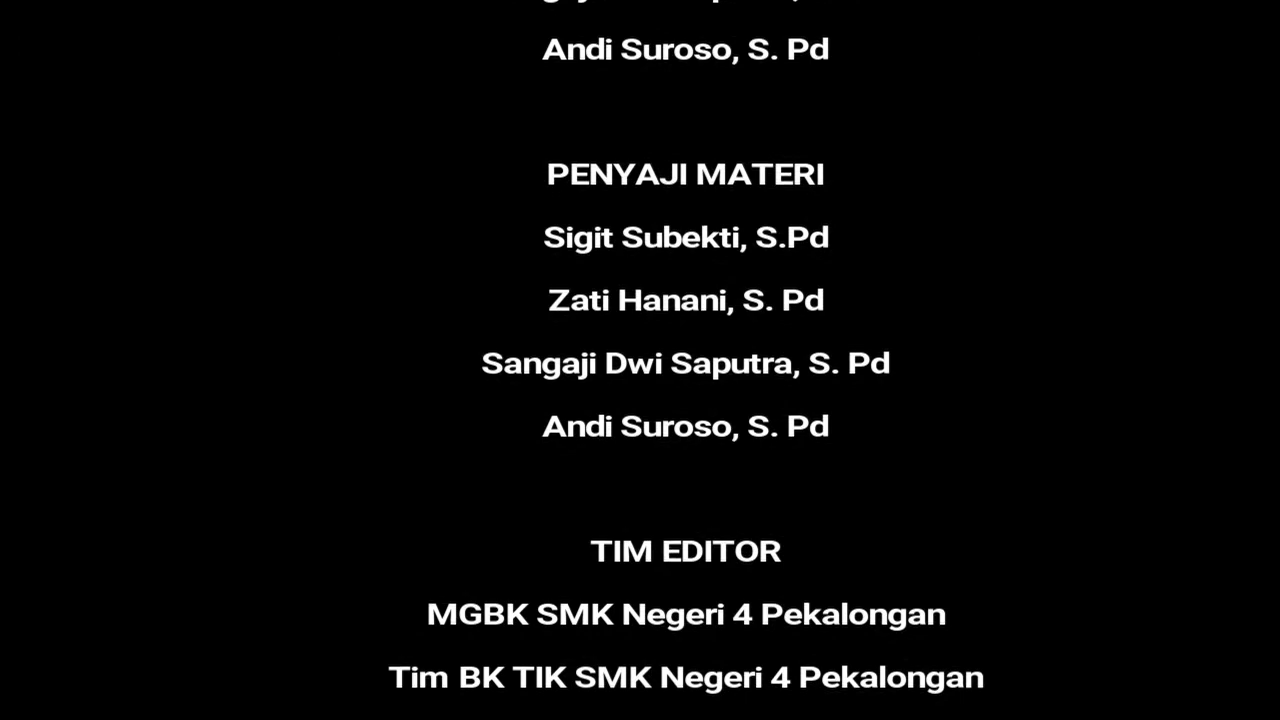 Andi Suroso, S. Pd
PENYAJI MATERI
Sigit Subekti, S.Pd
Zati Hanani, S. Pd
Sangaji Dwi Saputra, S. Pd
Andi Suroso, S. Pd
TIM EDITOR
MGBK SMK Negeri 4 Pekalongan
Tim BK TIK SMK Negeri 4 Pekalongan